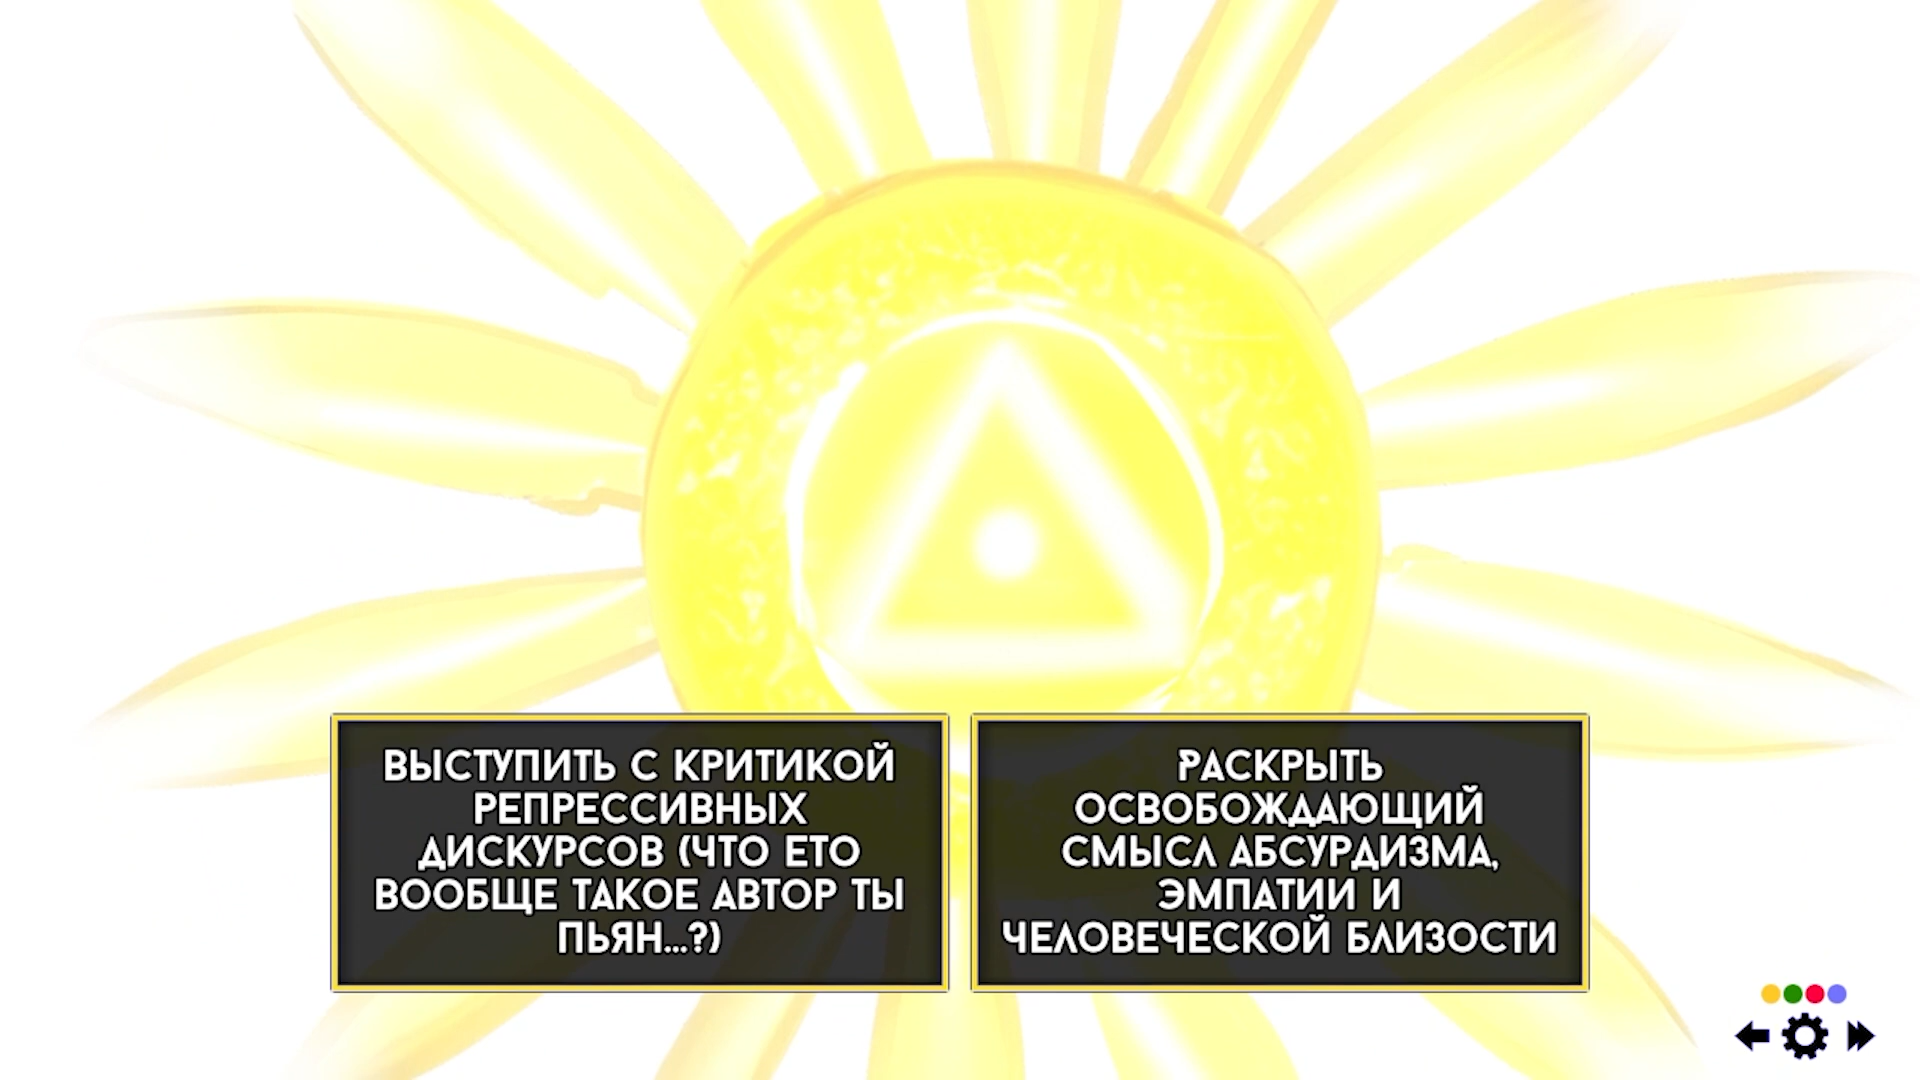 ВЫСТУПИТЬ С КРИТИКОЙ
РЕПРЕССИВНЫХ
ДИСКУРСОВ (ЧТО ЕТО
ВООБЩЕ ТАКОЕ АВТОР ТЫ
ПЬЯН...?)
РАСКРЫТЬ
ОСВОБОЖДАЮЩИЙ
СМЫСЛ АБСУРДИЗМА,
ЭМПАТИИ И
ЧЕЛОВЕЧЕСКОЙ БЛИЗОСТИ